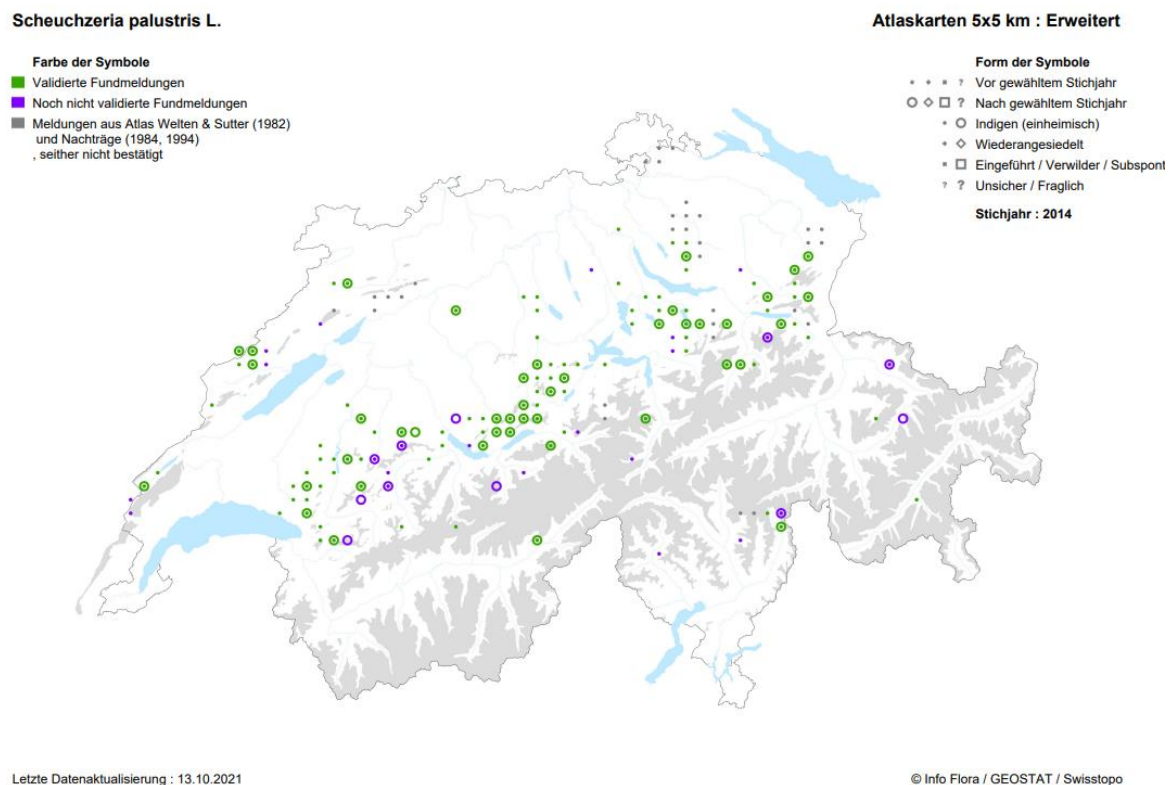 Scheuchzeria palustris L.
Atlaskarten 5x5 km : Erweitert
Farbe der Symbole
Validierte Fundmeldungen
Noch nicht validierte Fundmeldungen
Meldungen aus Atlas Welten & Sutter (1982)
und Nachträge (1984, 1994)
, seither nicht bestätigt
Form der Symbole
? Vor gewähltem Stichjahr
? Nach gewähltem Stichjahr
Indigen (einheimisch)
Wiederangesiedelt
Eingeführt / Verwilder / Subspont
? ? Unsicher / Fraglich
Stichjahr : 2014
Letzte Datenaktualisierung : 13.10.2021
© Info Flora / GEOSTAT / Swisstopo